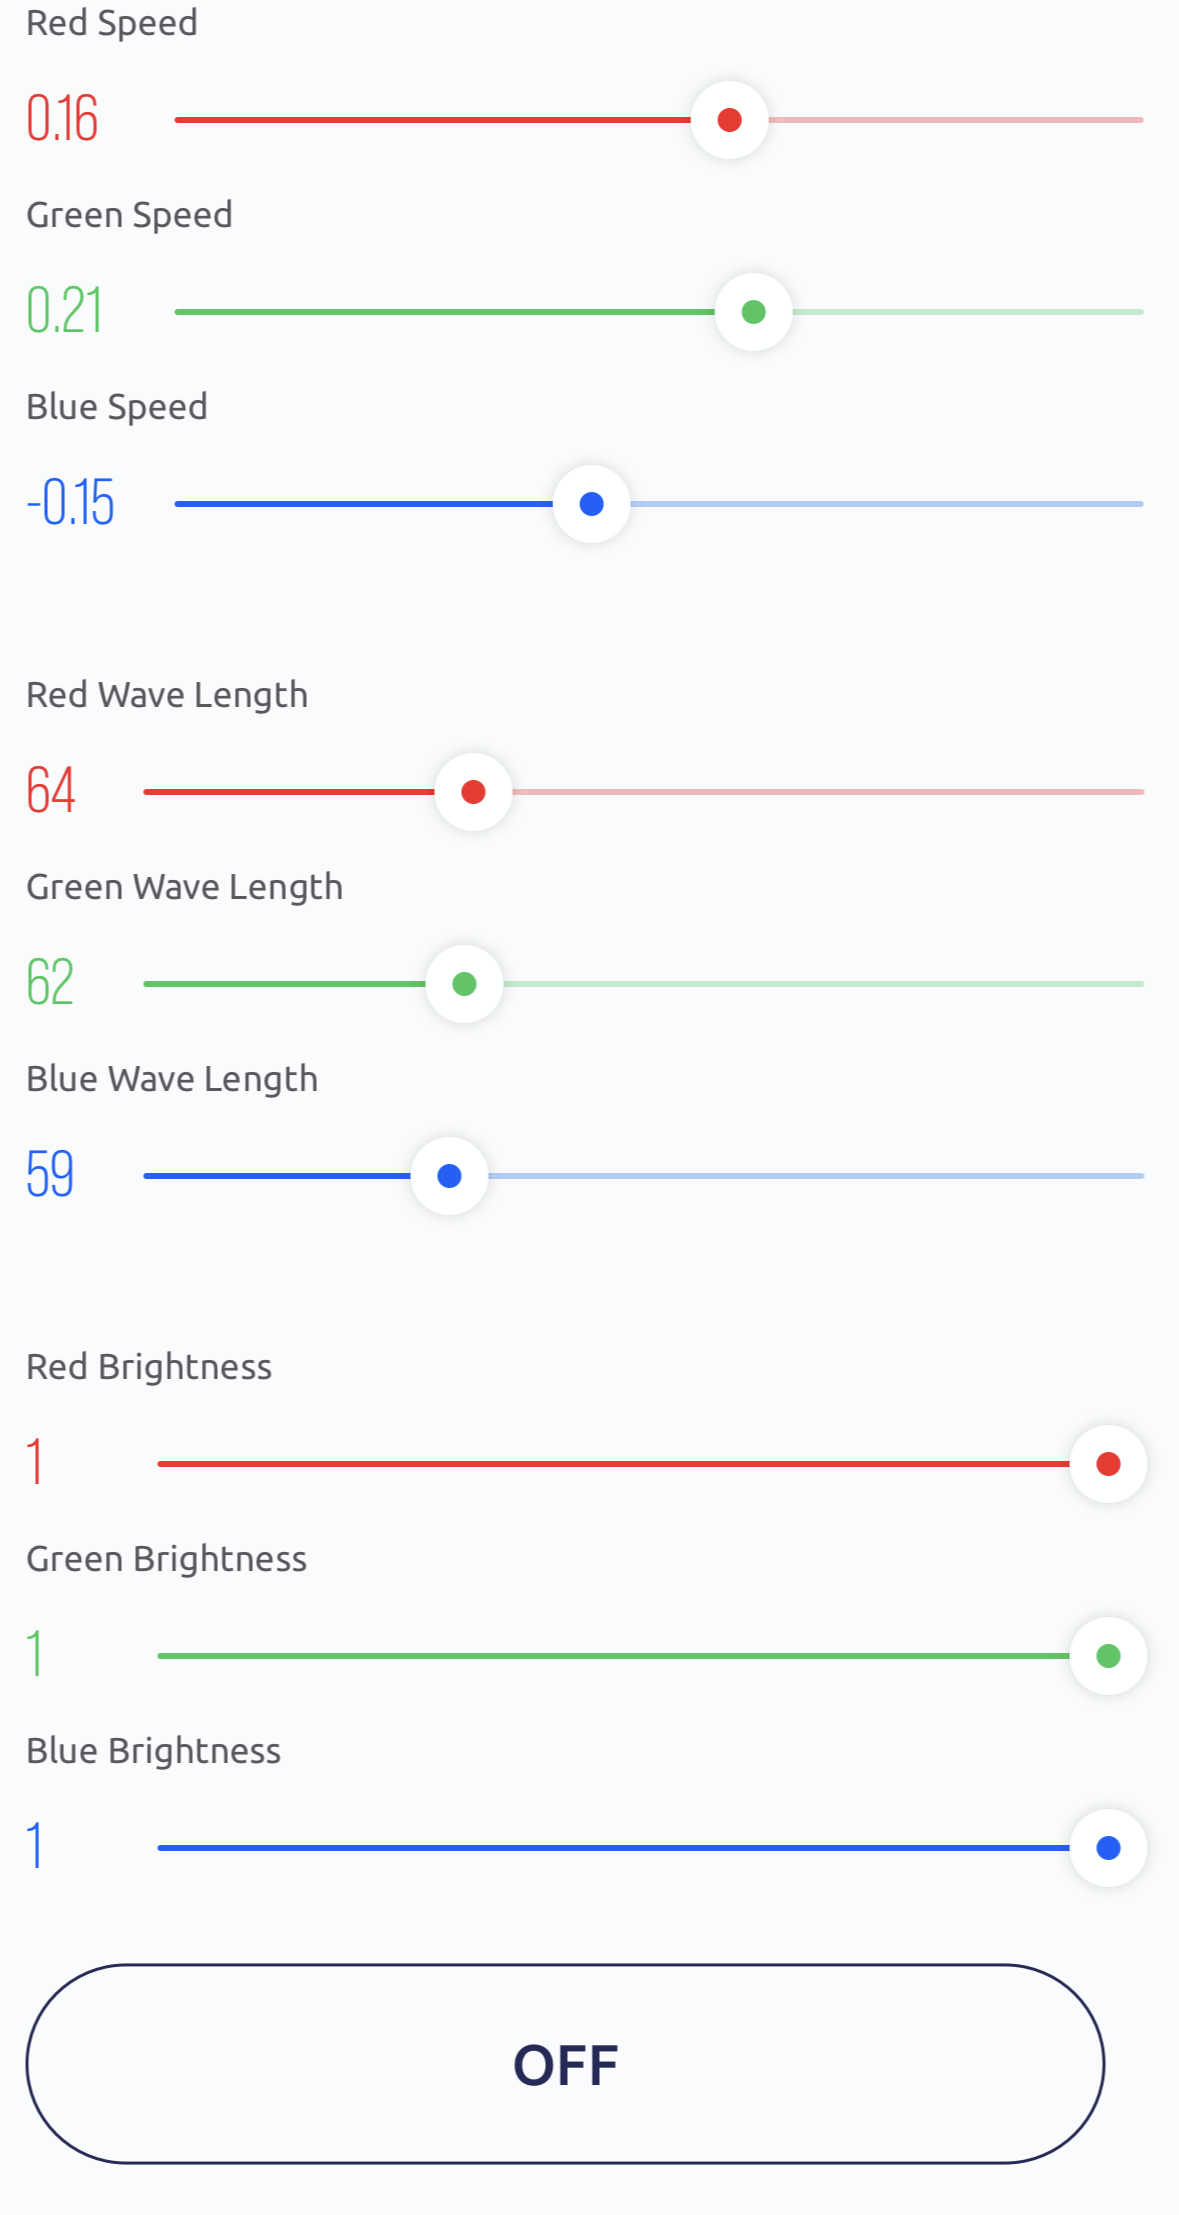 Red Speed
0.16
Green Speed
0.21
Blue Speed
-0.15
Red Wave Length
64
Green Wave Length
62
Blue Wave Length
59
Red Brightness
1
Green Brightness
1
Blue Brightness
1
OFF